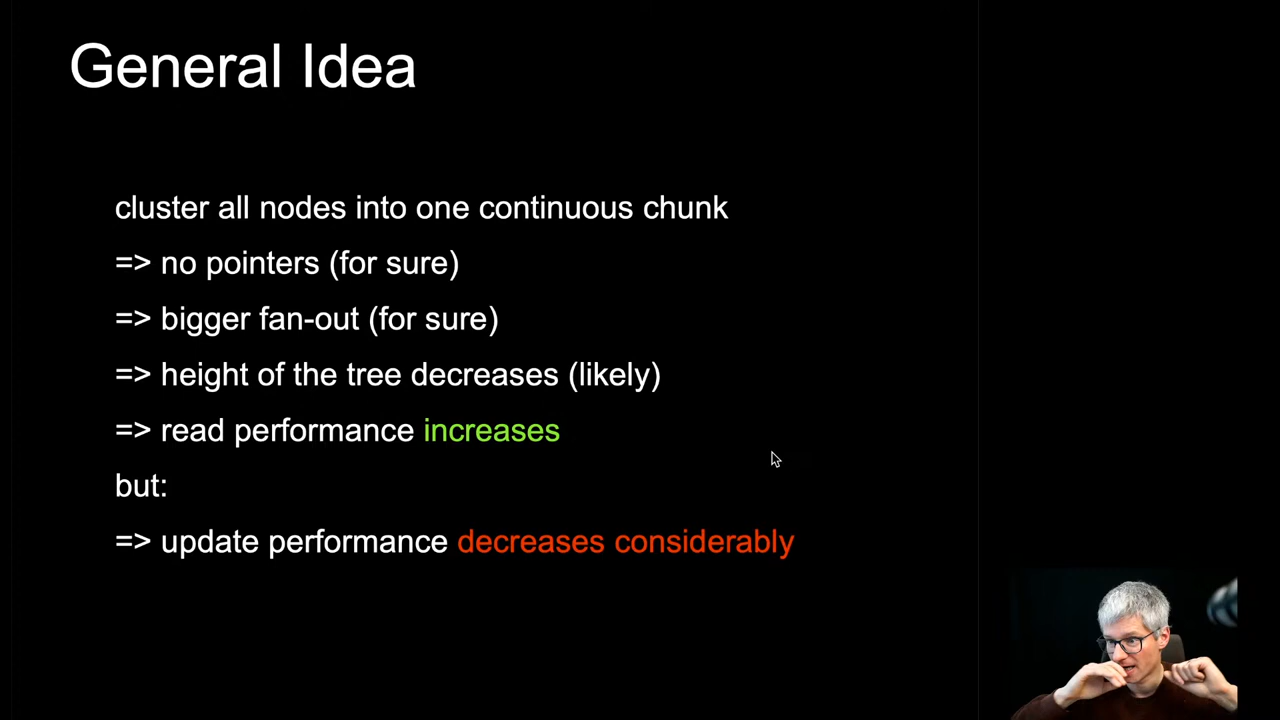 General Idea
cluster all nodes into one continuous chunk
=> no pointers (for sure)
=> bigger fan-out (for sure)
=> height of the tree decreases (likely)
=> read performance increases
but:
=> update performance decreases considerably